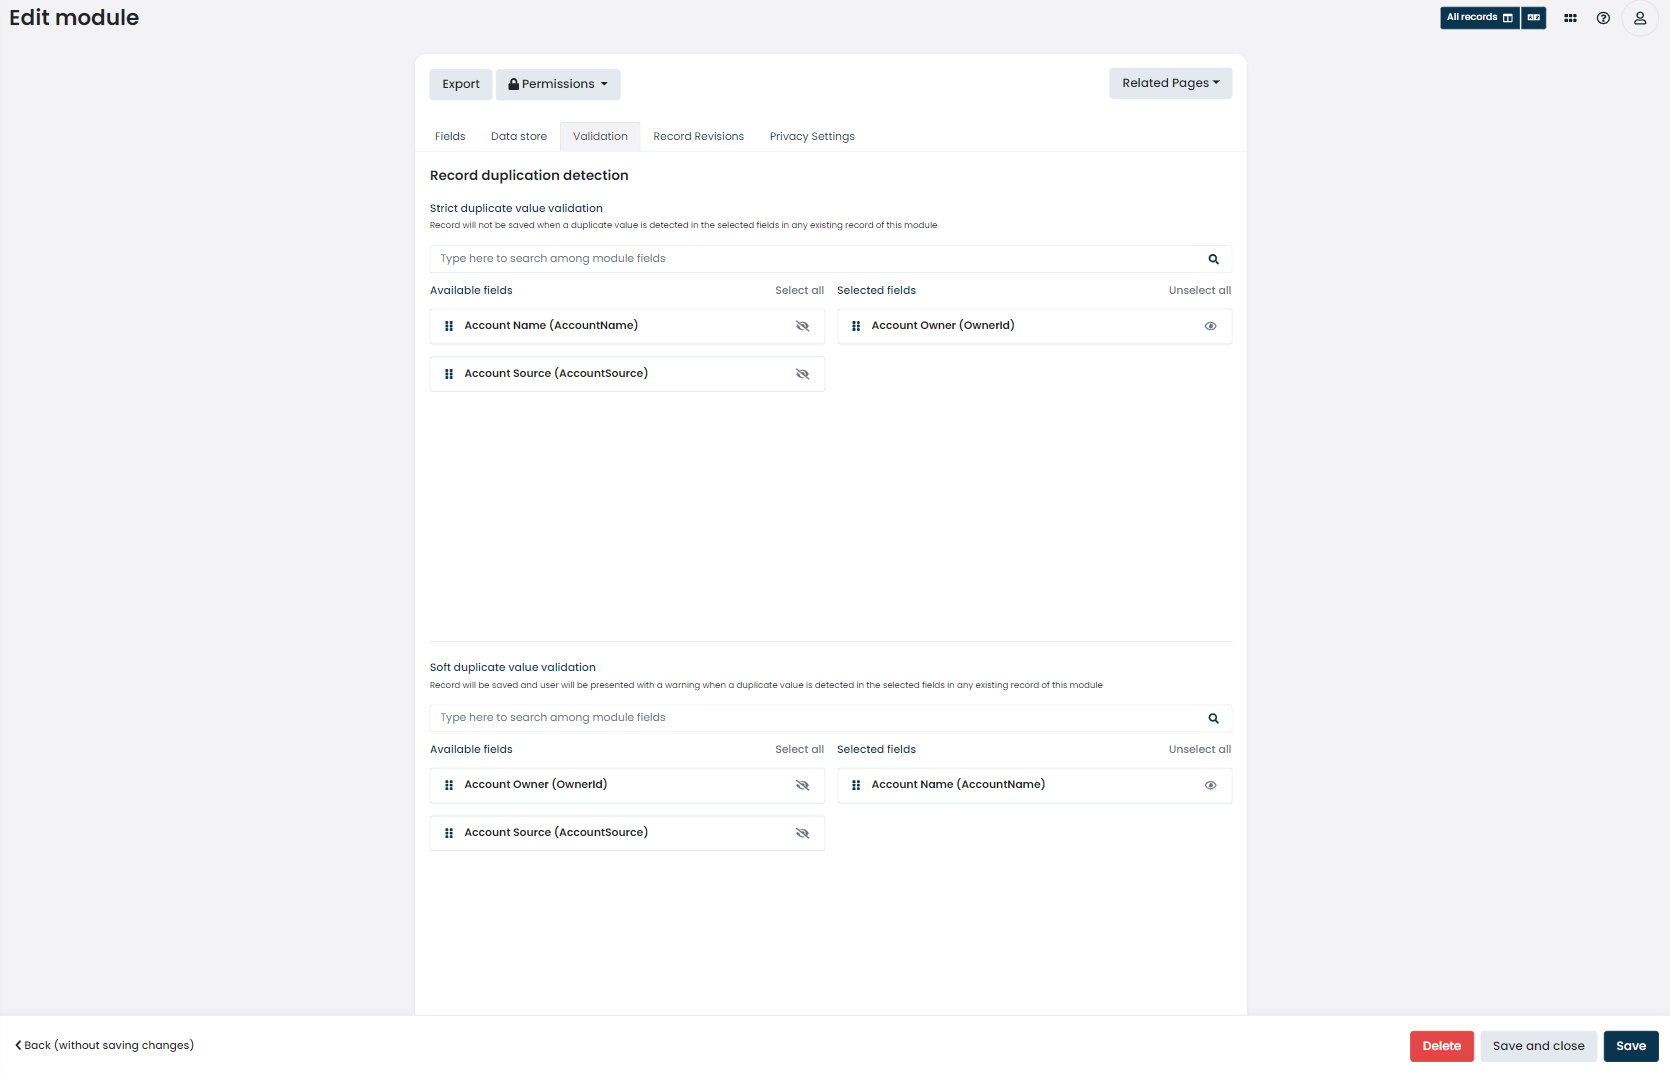 Edit module
All records
Export
Permissions
Related Pages
Fields
Data store
Validation
Record Revisions
Privacy Settings
Record duplication detection
Strict duplicate value validation
Record will not be saved when a duplicate value is detected in the selected fields in any existing record of this module
Type here to search among module fields
Available fields
Select all
Selected fields
Unselect all
Account Name (AccountName)
Account Owner (OwnerId)
Account Source (AccountSource)
Soft duplicate value validation
Record will be saved and user will be presented with a warning when a duplicate value is detected in the selected fields in any existing record of this module
Type here to search among module fields
Available fields
Select all
Selected fields
Unselect all
Account Owner (OwnerId)
Account Name (AccountName)
Account Source (AccountSource)
Back (without saving changes)
Delete
Save and close
Save